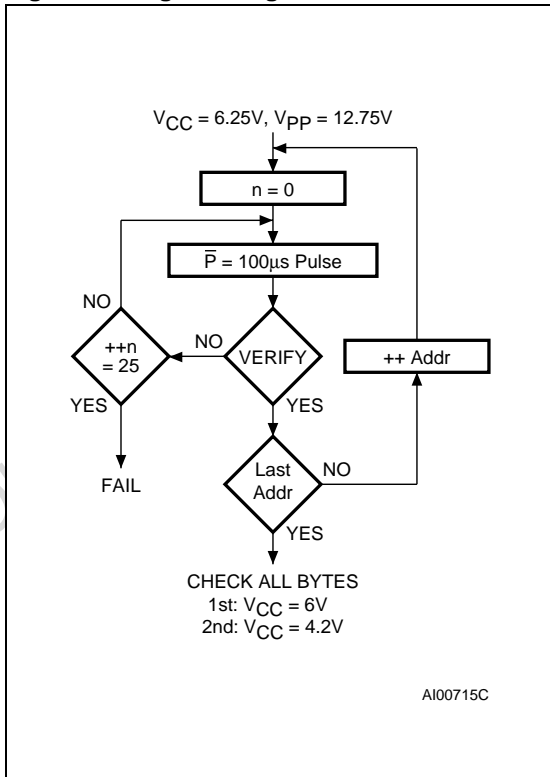 VCC = 6.25V, VPP = 12.75V
n = 0
P̅ = 100μs Pulse
NO
++n
= 25
NO
VERIFY
++ Addr
YES
YES
FAIL
Last
Addr
NO
YES
CHECK ALL BYTES
1st: VCC = 6V
2nd: VCC = 4.2V
AI00715C